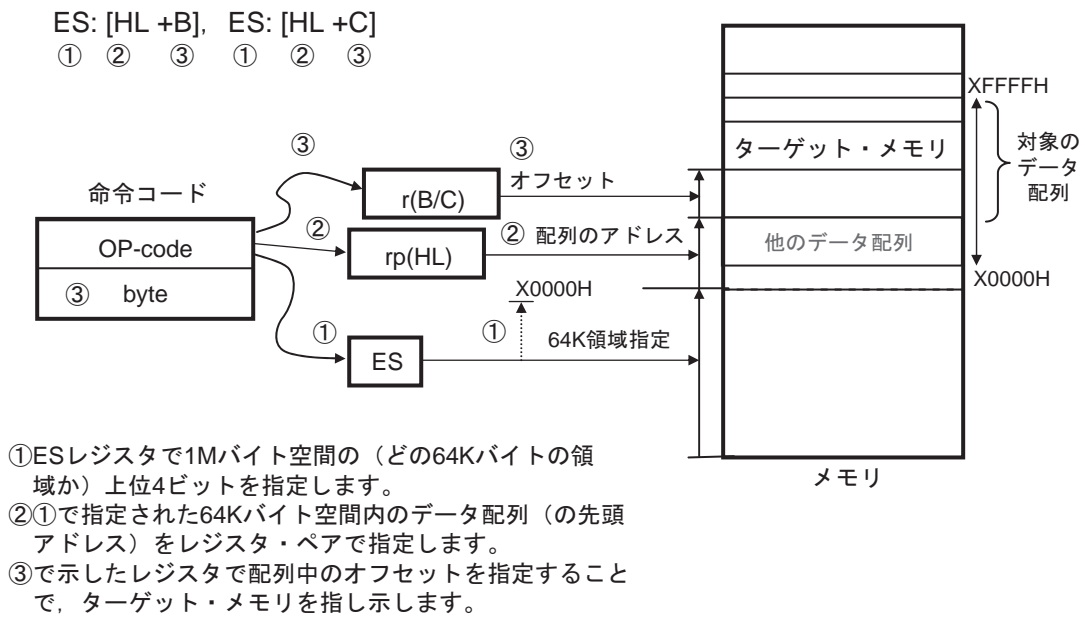 ES: [HL +B],  ES: [HL +C]
① ② ③ ① ② ③
XFFFFH
③
③
ターゲット・メモリ
対象の
データ
配列
命令コード
r(B/C)
オフセット
OP-code
②
rp(HL)
② 配列のアドレス
他のデータ配列
③ byte
X0000H
X0000H
①
①
64K領域指定
ES
メモリ
①ESレジスタで1Mバイト空間の（どの64Kバイトの領
域か）上位4ビットを指定します。
②①で指定された64Kバイト空間内のデータ配列（の先頭
アドレス）をレジスタ・ペアで指定します。
③で示したレジスタで配列中のオフセットを指定すること
で，ターゲット・メモリを指し示します。